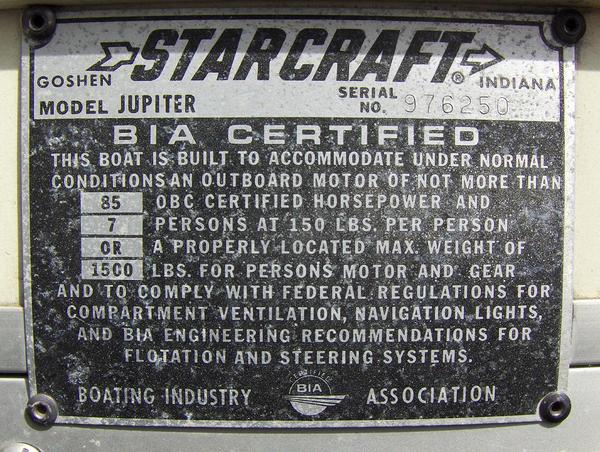 STARCRAFT®
GOSHEN INDIANA
MODEL JUPITER SERIAL NO. 976250
BIA CERTIFIED
THIS BOAT IS BUILT TO ACCOMMODATE UNDER NORMAL
CONDITIONS AN OUTBOARD MOTOR OF NOT MORE THAN
85 OBC CERTIFIED HORSEPOWER AND
7 PERSONS AT 150 LBS. PER PERSON
OR A PROPERLY LOCATED MAX. WEIGHT OF
1500 LBS. FOR PERSONS MOTOR AND GEAR
AND TO COMPLY WITH FEDERAL REGULATIONS FOR
COMPARTMENT VENTILATION, NAVIGATION LIGHTS,
AND BIA ENGINEERING RECOMMENDATIONS FOR
FLOTATION AND STEERING SYSTEMS.
BOATING INDUSTRY BIA ASSOCIATION